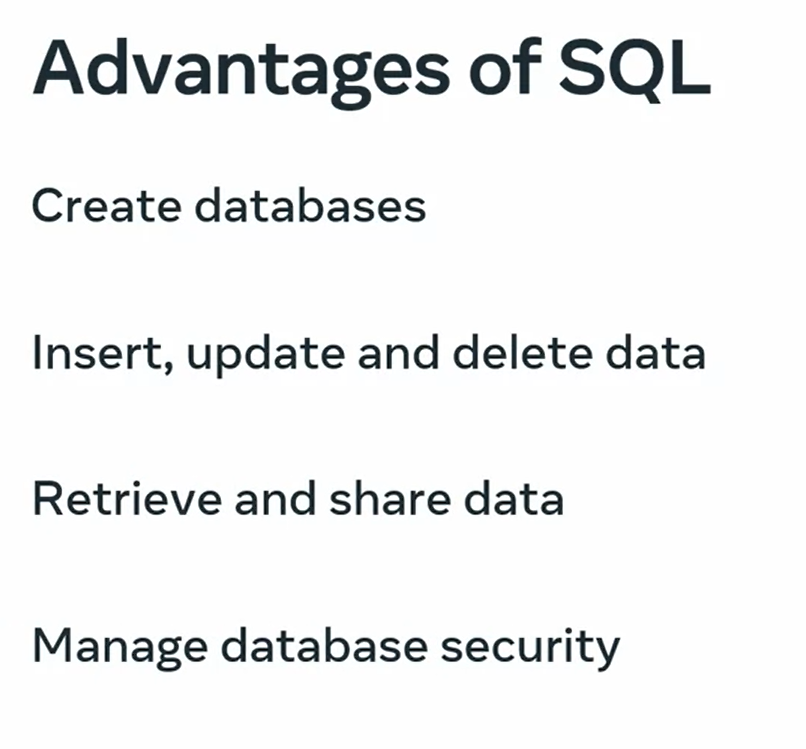 Advantages of SQL
Create databases
Insert, update and delete data
Retrieve and share data
Manage database security